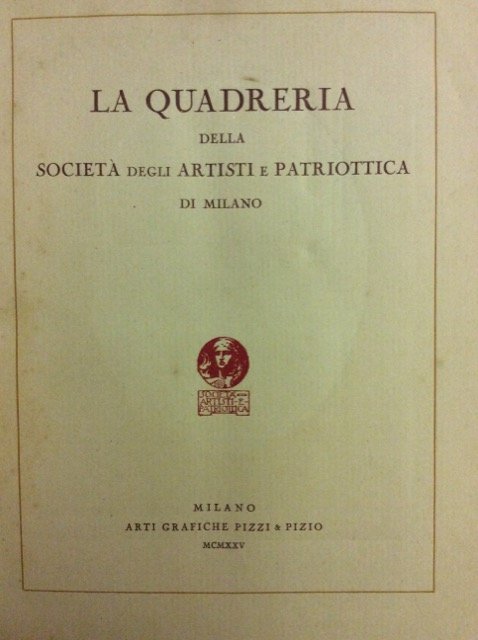 LA QUADRERIA
DELLA
SOCIETÀ DEGLI ARTISTI E PATRIOTTICA
DI MILANO
SOCIETÀ
ARTISTI-E-
PATRIOTTICA
MILANO
ARTI GRAFICHE PIZZI & PIZIO
MCMXXV